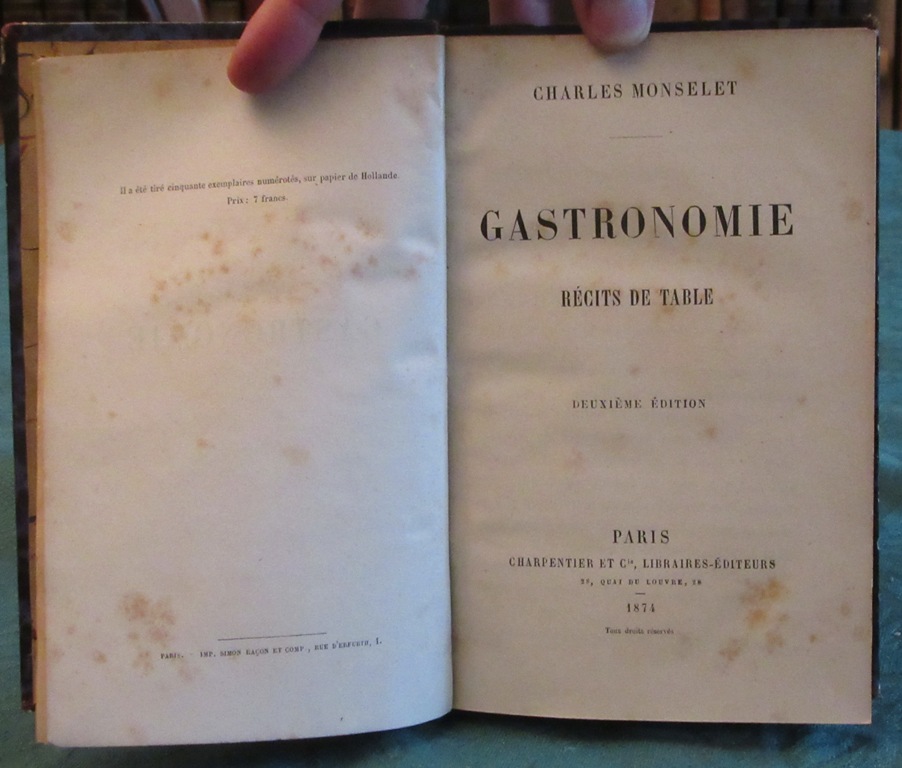 Il a été tiré cinquante exemplaires numérotés, sur papier de Hollande.
Prix : 7 francs.
PARIS. - IMP. SIMON RAÇON ET COMP., RUE D'ERFURTH, 1.
CHARLES MONSELET
GASTRONOMIE
RÉCITS DE TABLE
DEUXIÈME ÉDITION
PARIS
CHARPENTIER ET Cie, LIBRAIRES-ÉDITEURS
28, QUAI DU LOUVRE, 28
1874
Tous droits réservés